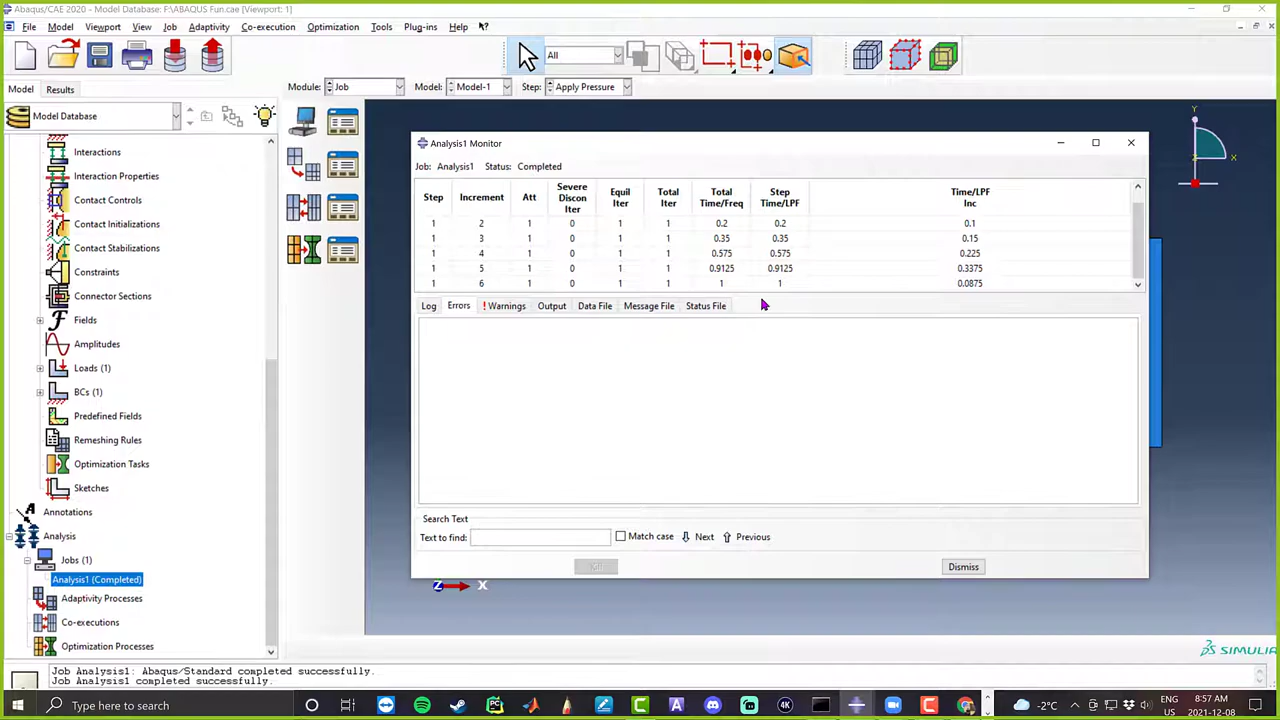 Abaqus/CAE 2020 - Model Database: F:\ABAQUS Fun.cae [Viewport: 1]
File Model Viewport View Job Adaptivity Co-execution Optimization Tools Plug-ins Help
All
Model Results
Module: Job Model: Model-1 Step: Apply Pressure
Model Database
Interactions
Interaction Properties
Contact Controls
Contact Initializations
Contact Stabilizations
Constraints
Connector Sections
Fields
Amplitudes
Loads (1)
BCs (1)
Predefined Fields
Remeshing Rules
Optimization Tasks
Sketches
Annotations
Analysis
Jobs (1)
Analysis1 (Completed)
Adaptivity Processes
Co-executions
Optimization Processes
Analysis1 Monitor
Job: Analysis1 Status: Completed
Step Increment Att Severe Discon Iter Equil Iter Total Iter Total Time/Freq Step Time/LPF Time/LPF Inc
1 2 1 0 1 1 0.2 0.2 0.1
1 3 1 0 1 1 0.35 0.35 0.15
1 4 1 0 1 1 0.575 0.575 0.225
1 5 1 0 1 1 0.9125 0.9125 0.3375
1 6 1 0 1 1 1 1 0.0875
Log Errors ! Warnings Output Data File Message File Status File
Search Text
Text to find: Match case Next Previous
Kill Dismiss
Y
X
Z
Z X
SIMULIA
Job Analysis1: Abaqus/Standard completed successfully.
Job Analysis1 completed successfully.
Type here to search
-2°C ENG 8:57 AM
US 2021-12-08